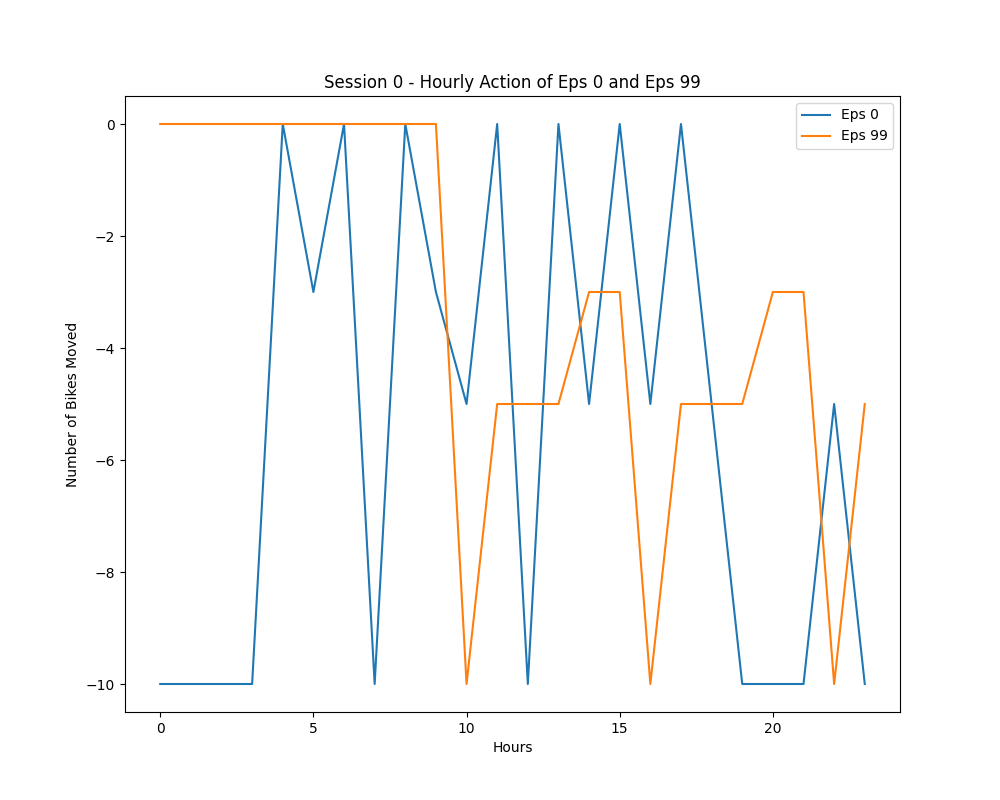 Session 0 - Hourly Action of Eps 0 and Eps 99
Eps 0
Eps 99
Number of Bikes Moved
0
−2
−4
−6
−8
−10
0 5 10 15 20
Hours